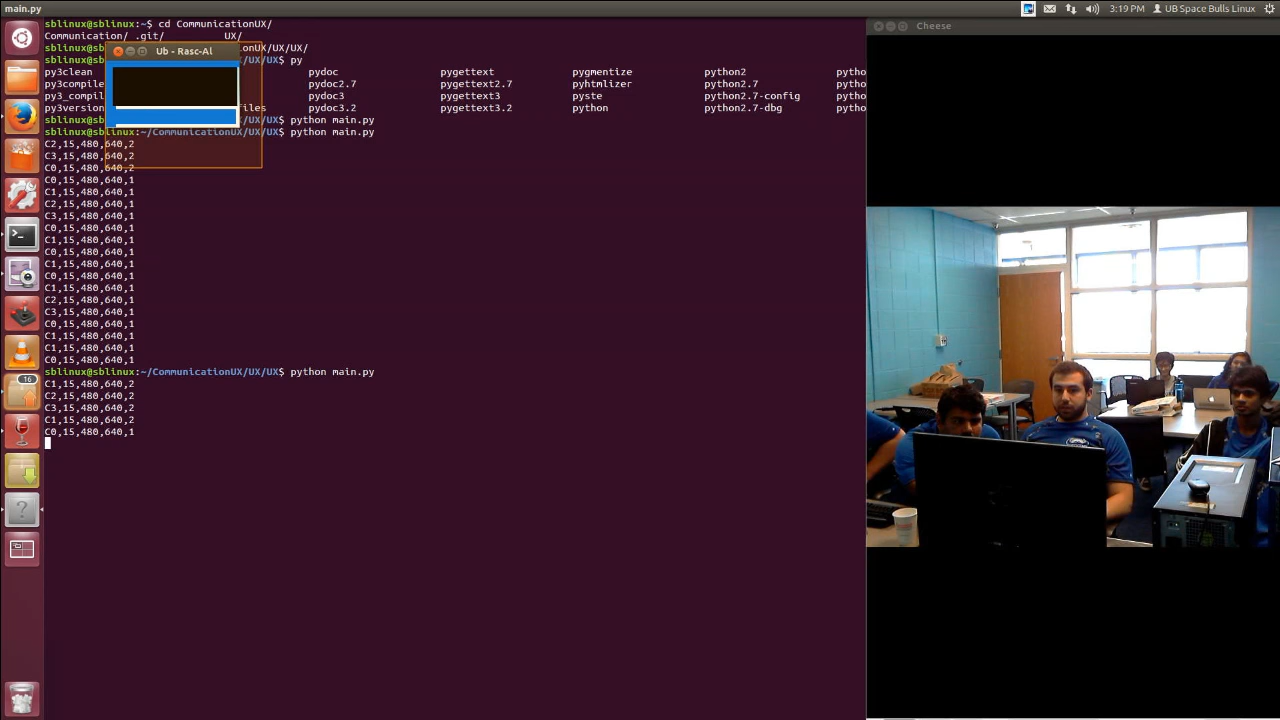 main.py
3:19 PM
UB Space Bulls Linux
Cheese
sblinux@sblinux:~$ cd CommunicationUX/
Communication/ .git/ UX/
Ub - Rasc-Al
sblinux@sblinux:~/CommunicationUX/UX/UX$ python main.py
py
py3clean pydoc pygettext pygmentize python2
pydoc2.7 pygettext2.7 pyhtmlizer python2.7
pydoc3 pygettext3 pyste python2.7-config
py3version pydoc3.2 pygettext3.2 python python2.7-dbg
sblinux@sblinux:~/CommunicationUX/UX/UX$ python main.py
C2,15,480,640,2
C3,15,480,640,2
C0,15,480,640,2
C0,15,480,640,1
C1,15,480,640,1
C2,15,480,640,1
C3,15,480,640,1
C0,15,480,640,1
C1,15,480,640,1
C0,15,480,640,1
C1,15,480,640,1
C0,15,480,640,1
C1,15,480,640,1
C2,15,480,640,1
C3,15,480,640,1
C0,15,480,640,1
C1,15,480,640,1
C1,15,480,640,1
C0,15,480,640,1
sblinux@sblinux:~/CommunicationUX/UX/UX$ python main.py
C1,15,480,640,2
C2,15,480,640,2
C3,15,480,640,2
C1,15,480,640,2
C0,15,480,640,1
16